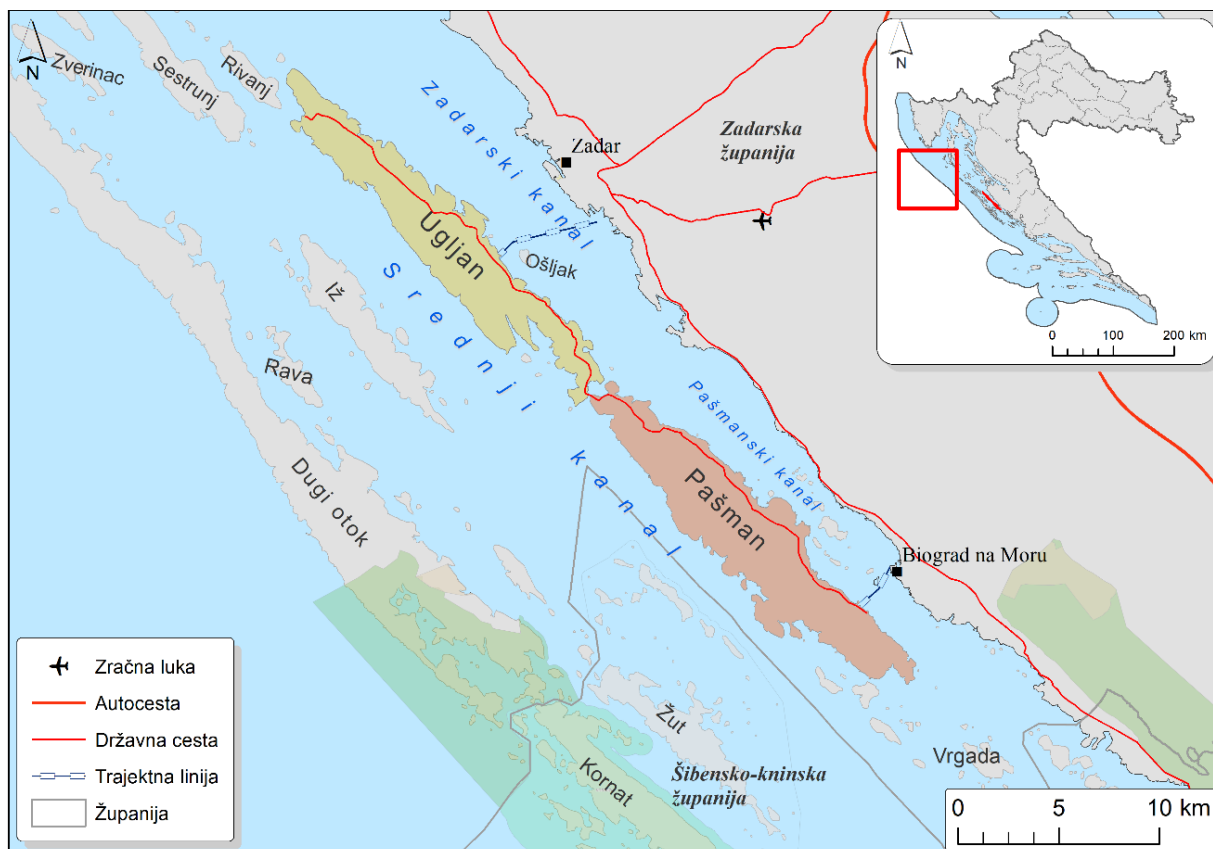 N
Zverinac
Sestrunj
Rivanj
Zadarski kanal
Zadar
Zadarska
županija
Ugljan
Ošljak
Iž
Srednji kanal
Rava
Pašmanski kanal
Dugi otok
Pašman
Biograd na Moru
Žut
Vrgada
Kornat
Šibensko-kninska
županija
N
0 100 200 km
Zračna luka
Autocesta
Državna cesta
Trajektna linija
Županija
0 5 10 km